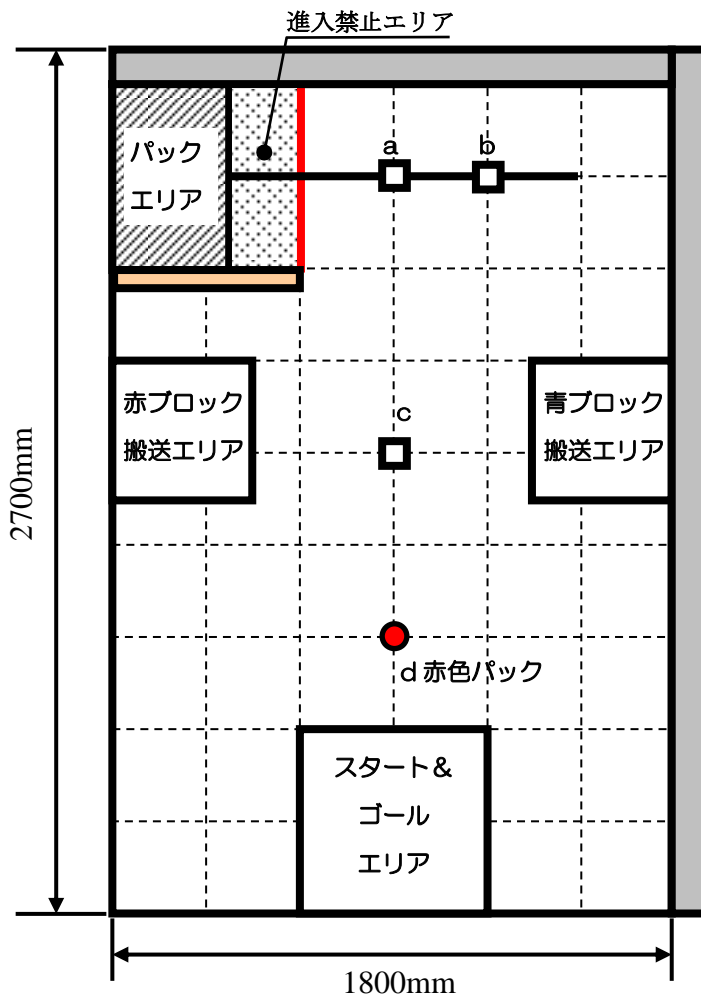 進入禁止エリア
パック
エリア
a
b
赤ブロック
搬送エリア
c
青ブロック
搬送エリア
2700mm
d 赤色パック
スタート＆
ゴール
エリア
1800mm